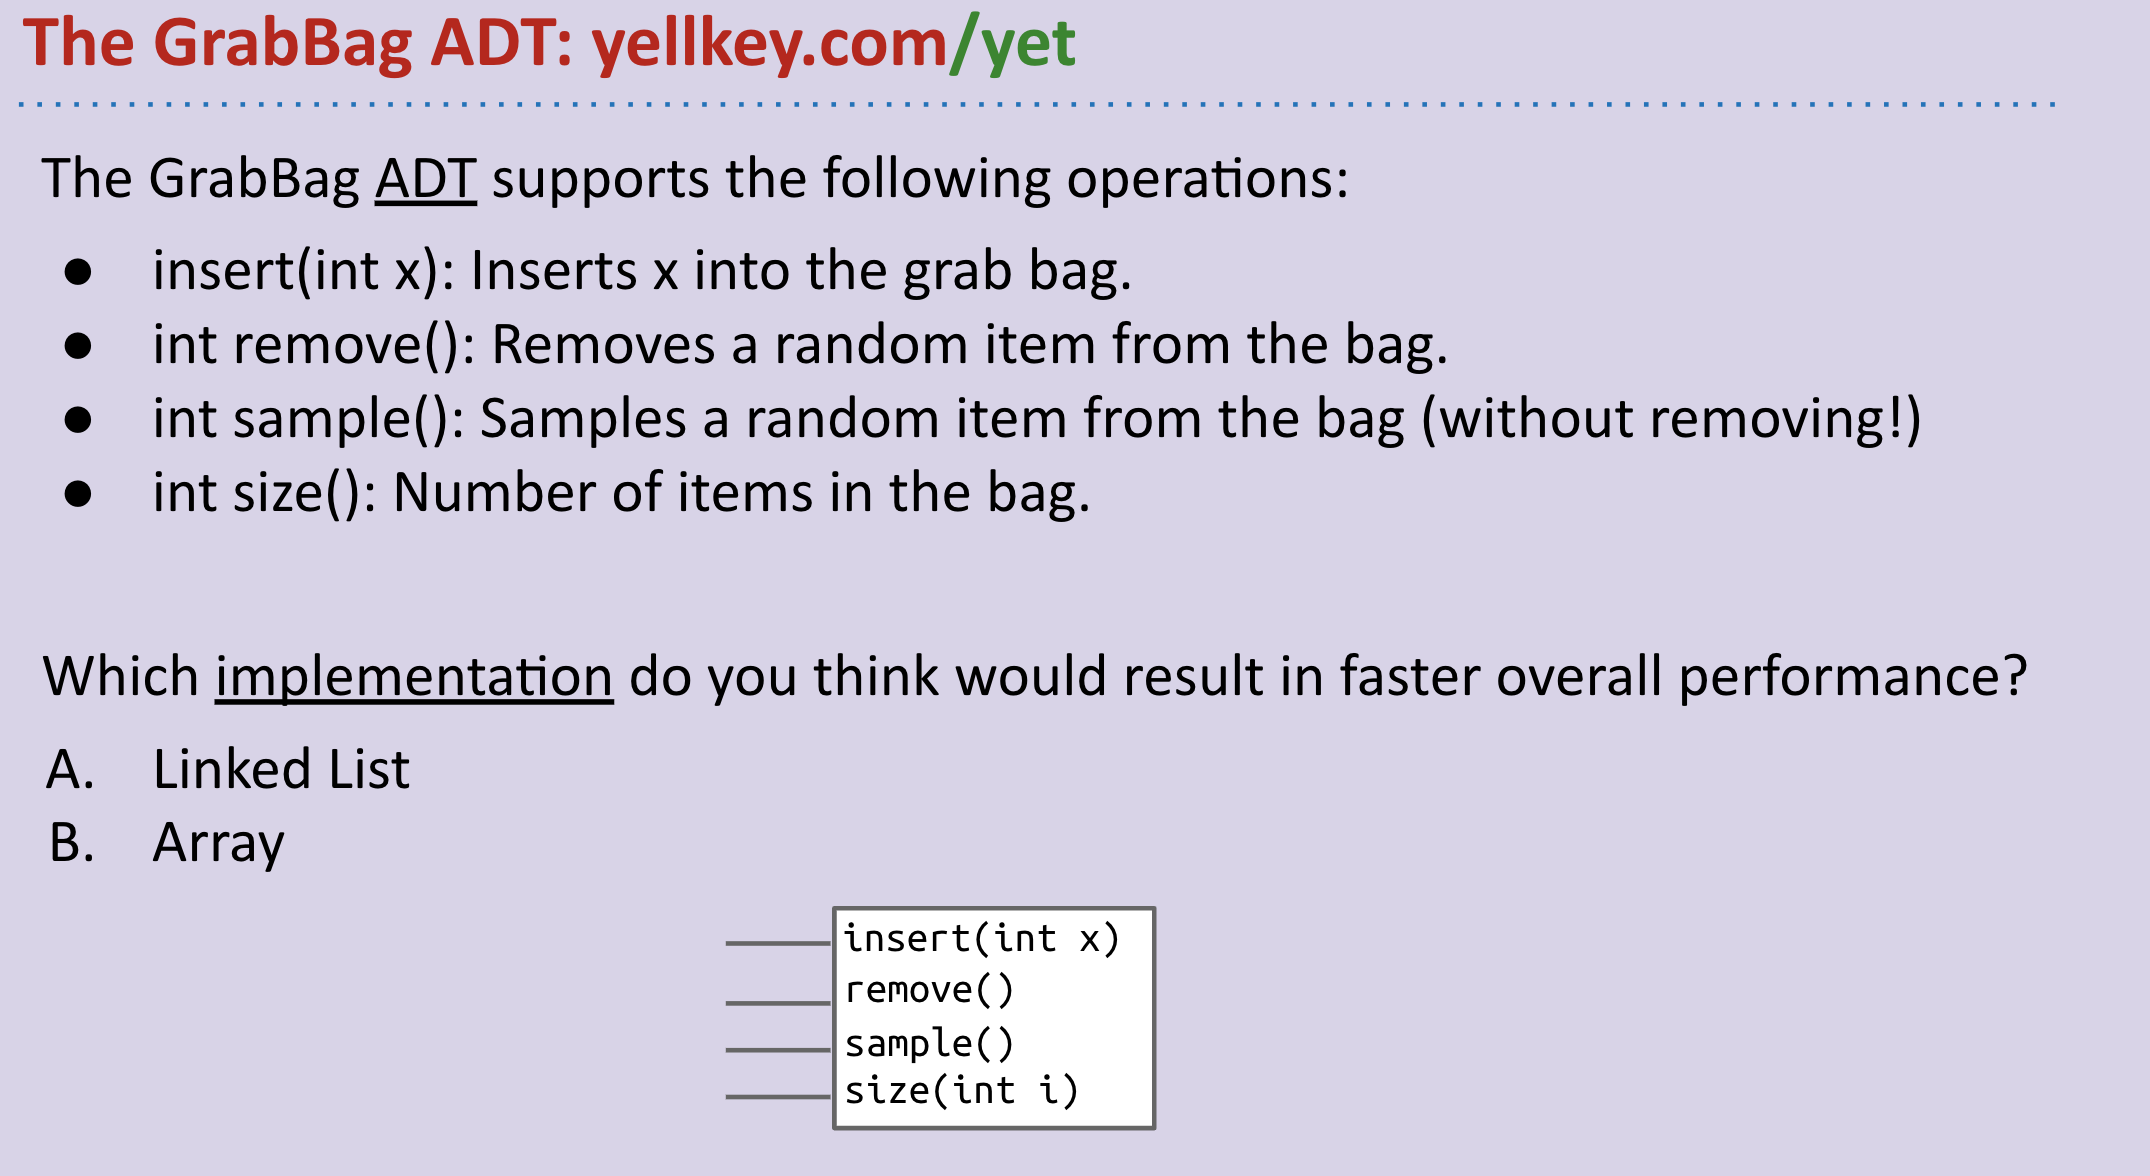 The GrabBag ADT: yellkey.com/yet
The GrabBag ADT supports the following operations:
● insert(int x): Inserts x into the grab bag.
● int remove(): Removes a random item from the bag.
● int sample(): Samples a random item from the bag (without removing!)
● int size(): Number of items in the bag.
Which implementation do you think would result in faster overall performance?
A. Linked List
B. Array
insert(int x)
remove()
sample()
size(int i)